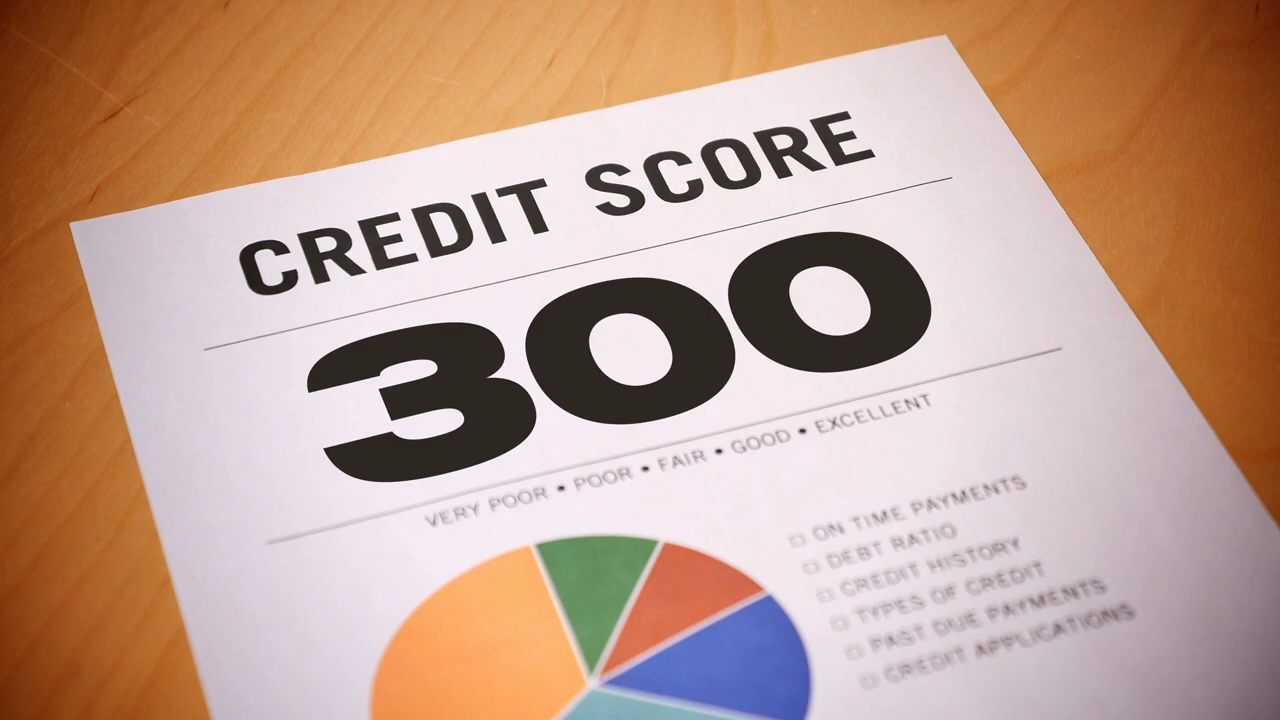 CREDIT SCORE
300
VERY POOR • POOR • FAIR • GOOD • EXCELLENT
ON TIME PAYMENTS
DEBT RATIO
CREDIT HISTORY
TYPES OF CREDIT
PAST DUE PAYMENTS
CREDIT APPLICATIONS